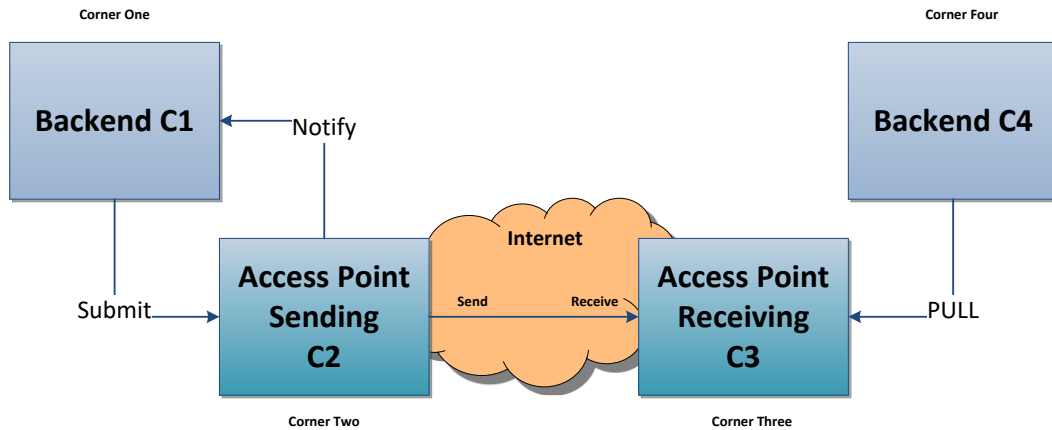 Corner One
Corner Four
Backend C1
Notify
Backend C4
Internet
Access Point
Sending
C2
Send
Receive
Access Point
Receiving
C3
Submit
PULL
Corner Two
Corner Three